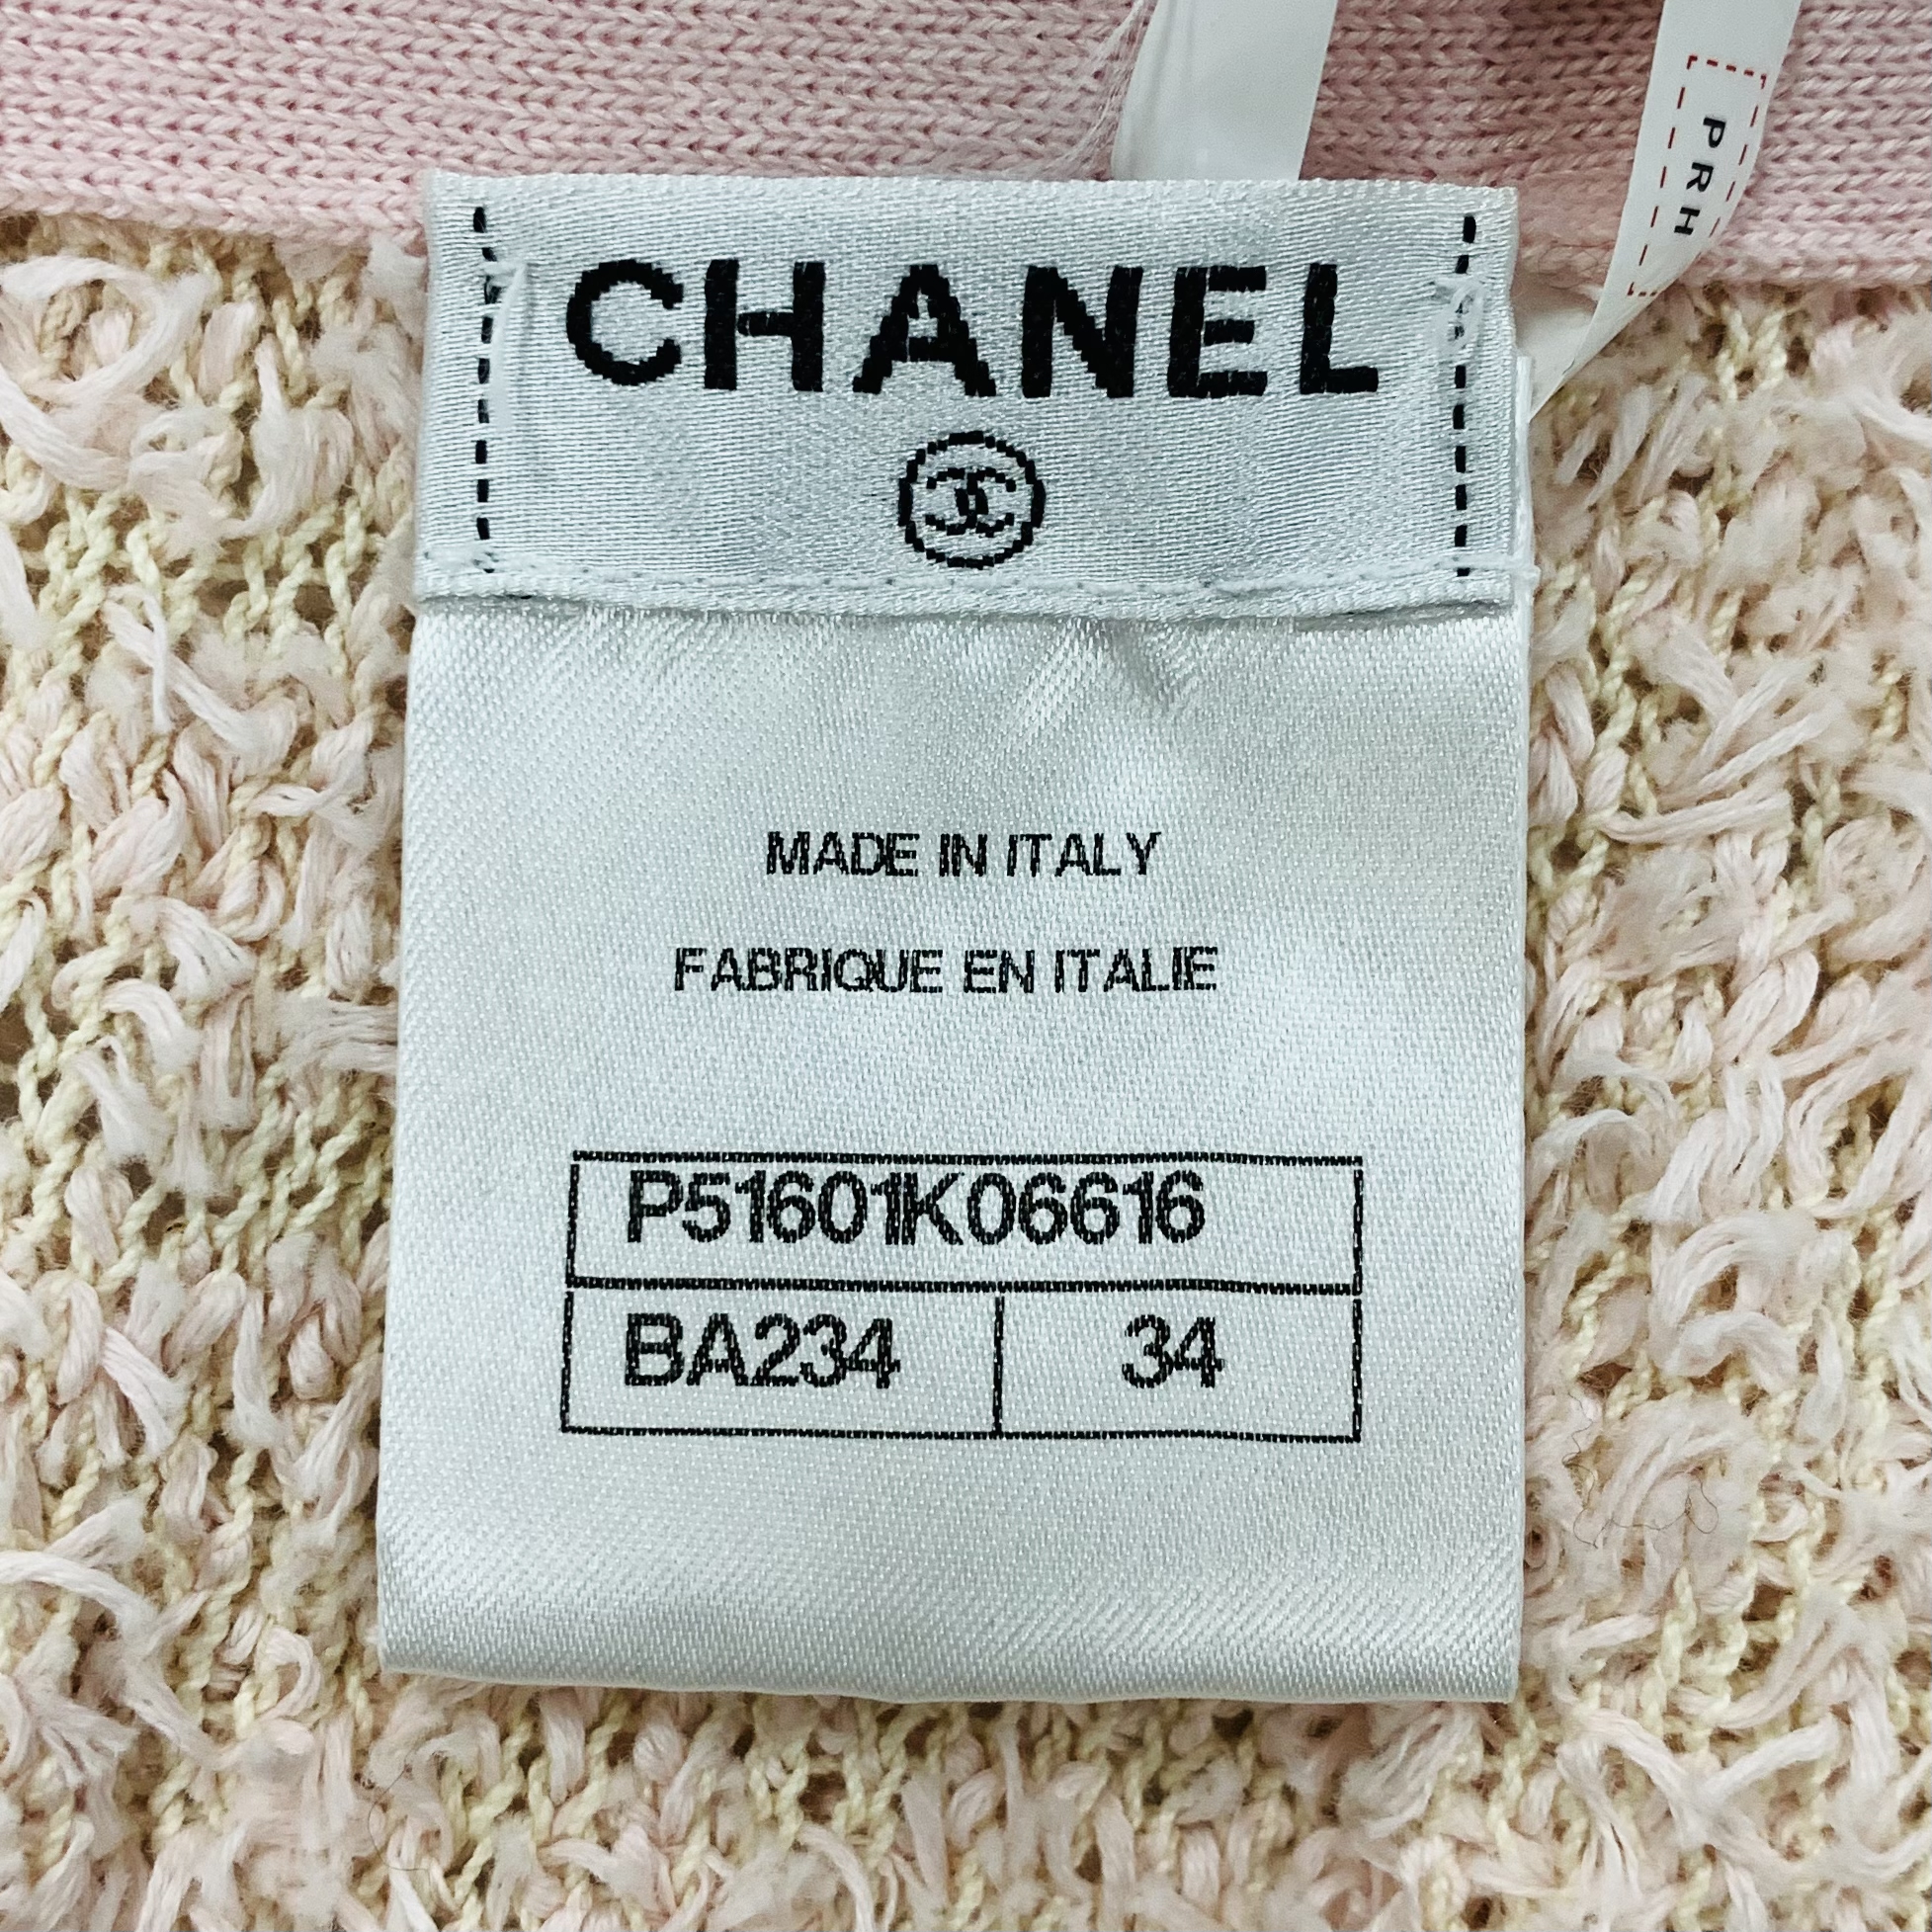 PRH
CHANEL
MADE IN ITALY
FABRIQUE EN ITALIE
P51601K06616
BA234 34